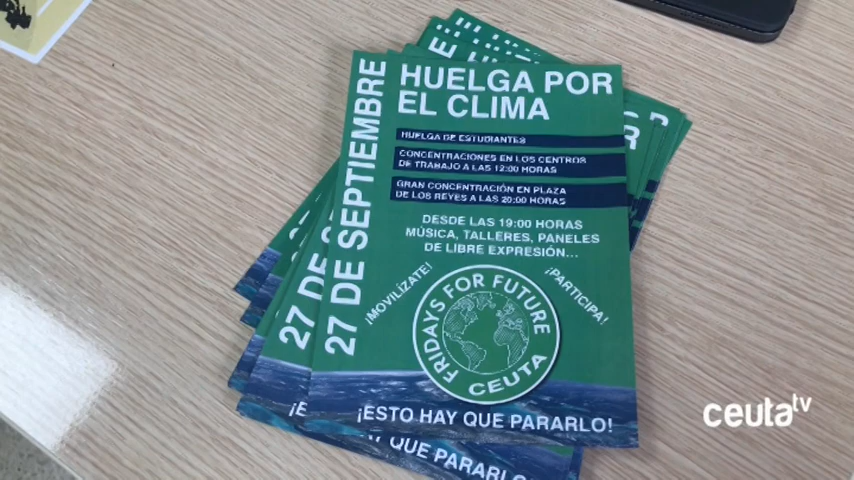 27 DE SEPTIEMBRE
HUELGA POR
EL CLIMA
HUELGA DE ESTUDIANTES
CONCENTRACIONES EN LOS CENTROS
DE TRABAJO A LAS 12:00 HORAS
GRAN CONCENTRACIÓN EN PLAZA
DE LOS REYES A LAS 20:00 HORAS
DESDE LAS 19:00 HORAS
MÚSICA, TALLERES, PANELES
DE LIBRE EXPRESIÓN...
¡MOVILÍZATE!
¡PARTICIPA!
FRIDAYS FOR FUTURE
CEUTA
¡ESTO HAY QUE PARARLO!
27 DE
QUE PARARLO
ceutatv